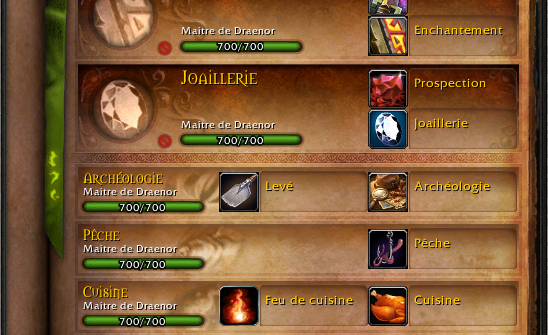 Enchantement
Maître de Draenor
700/700
Joaillerie
Prospection
Maître de Draenor
Joaillerie
700/700
Archéologie
Maître de Draenor
Levé
Archéologie
700/700
Pêche
Maître de Draenor
Pêche
700/700
Cuisine
Maître de Draenor
Feu de cuisine
Cuisine
700/700